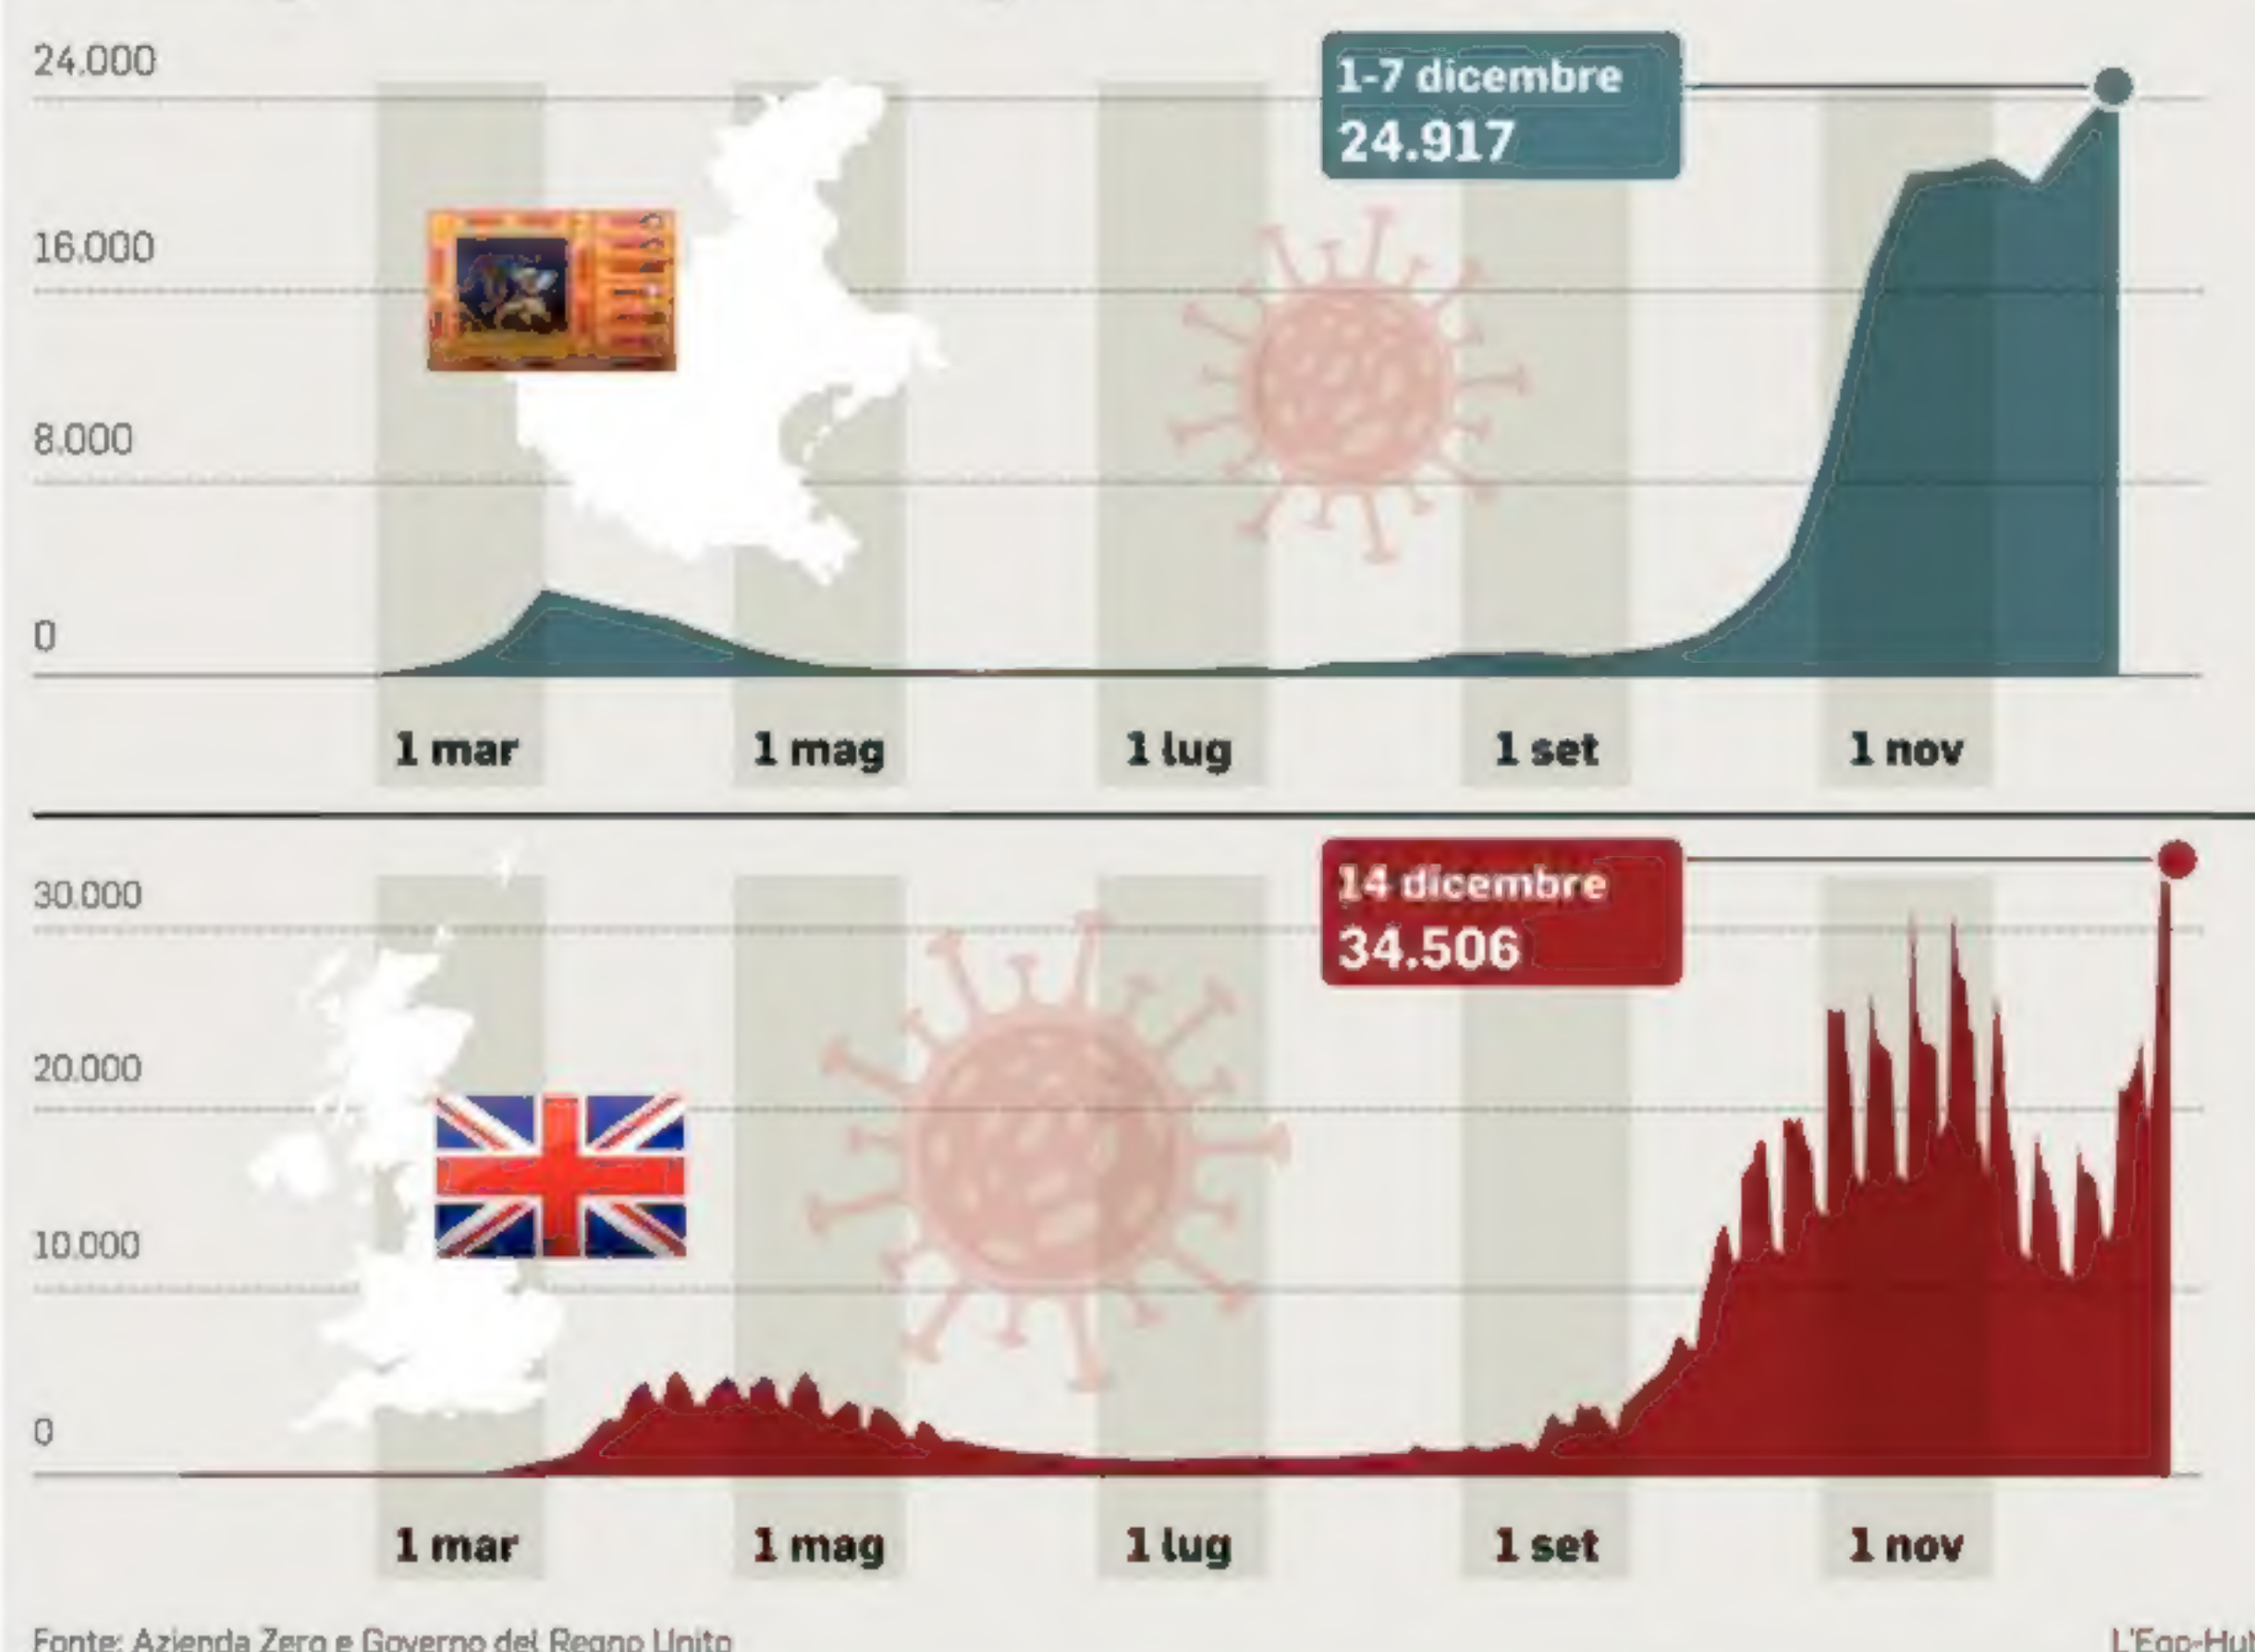 24.000
1-7 dicembre
24.917
16.000
8.000
0
1 mar
1 mag
1 lug
1 set
1 nov
30.000
14 dicembre
34.506
20.000
10.000
0
1 mar
1 mag
1 lug
1 set
1 nov
Fonte: Azienda Zero e Governo del Regno Unito
L'Ego-Hub